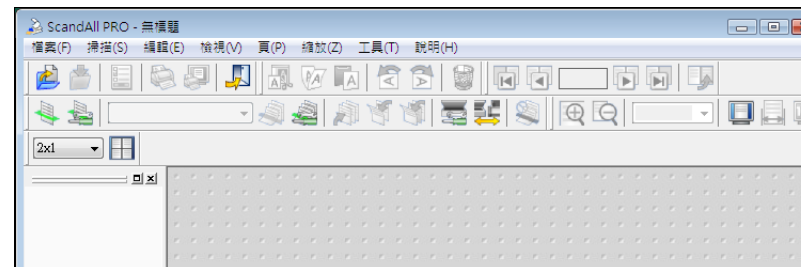 ScandAll PRO - 無標題
檔案(F) 掃描(S) 編輯(E) 檢視(V) 頁(P) 縮放(Z) 工具(T) 說明(H)
2x1